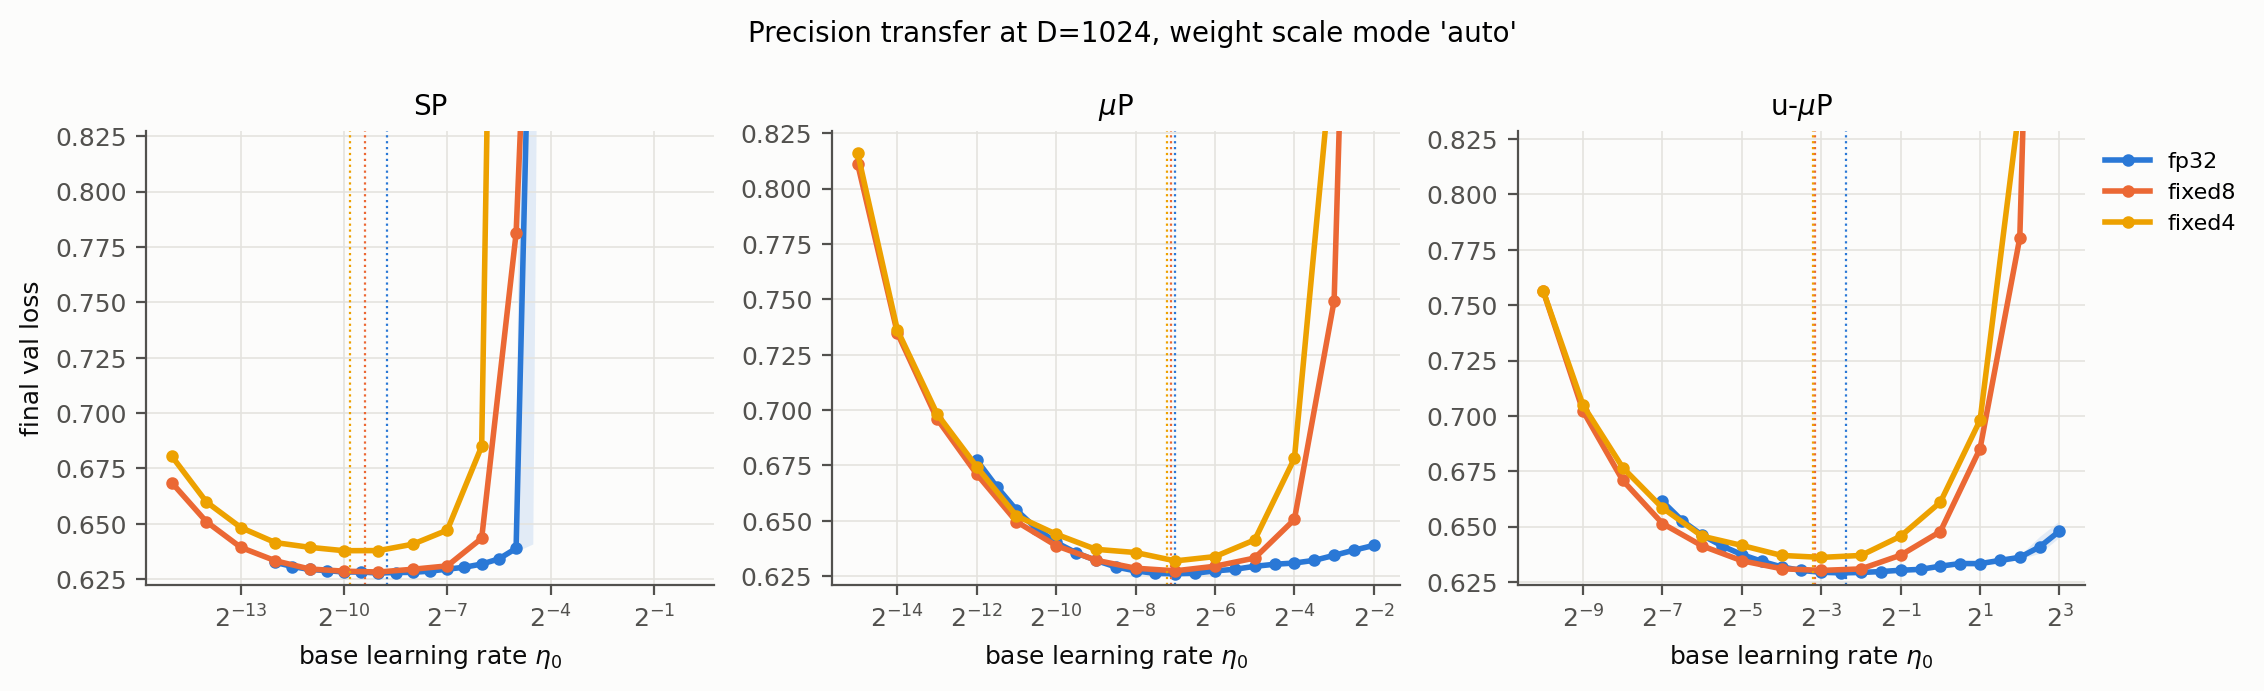 Precision transfer at D=1024, weight scale mode 'auto'
SP
0.825
0.800
0.775
0.750
0.725
0.700
0.675
0.650
0.625
final val loss
2⁻¹³ 2⁻¹⁰ 2⁻⁷ 2⁻⁴ 2⁻¹
base learning rate η₀
μP
0.825
0.800
0.775
0.750
0.725
0.700
0.675
0.650
0.625
2⁻¹⁴ 2⁻¹² 2⁻¹⁰ 2⁻⁸ 2⁻⁶ 2⁻⁴ 2⁻²
base learning rate η₀
u-μP
0.825
0.800
0.775
0.750
0.725
0.700
0.675
0.650
0.625
2⁻⁹ 2⁻⁷ 2⁻⁵ 2⁻³ 2⁻¹ 2¹ 2³
base learning rate η₀
fp32
fixed8
fixed4